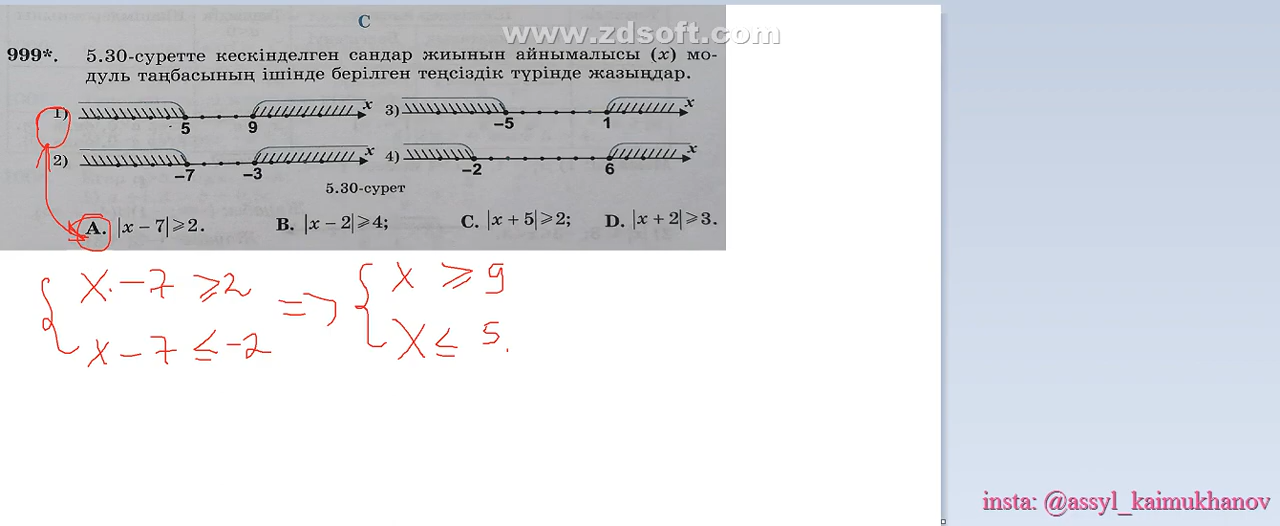 C
www.zdsoft.com
999*. 5.30-суретте кескінделген сандар жиынын айнымалысы (x) мо-
дуль таңбасының ішінде берілген теңсіздік түрінде жазыңдар.
1) 5 9 x 3) -5 1 x
2) -7 -3 x 4) -2 6 x
5.30-сурет
A. |x − 7| ⩾ 2. B. |x − 2| ⩾ 4; C. |x + 5| ⩾ 2; D. |x + 2| ⩾ 3.
x − 7 ⩾ 2 => x ⩾ 9
x − 7 ≤ −2 x ≤ 5.
insta: @assyl_kaimukhanov